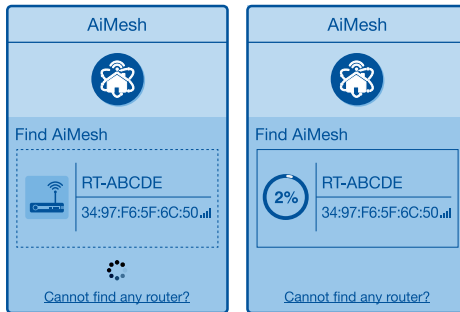 AiMesh
Find AiMesh
RT-ABCDE
34:97:F6:5F:6C:50
Cannot find any router?
AiMesh
Find AiMesh
2%
RT-ABCDE
34:97:F6:5F:6C:50
Cannot find any router?